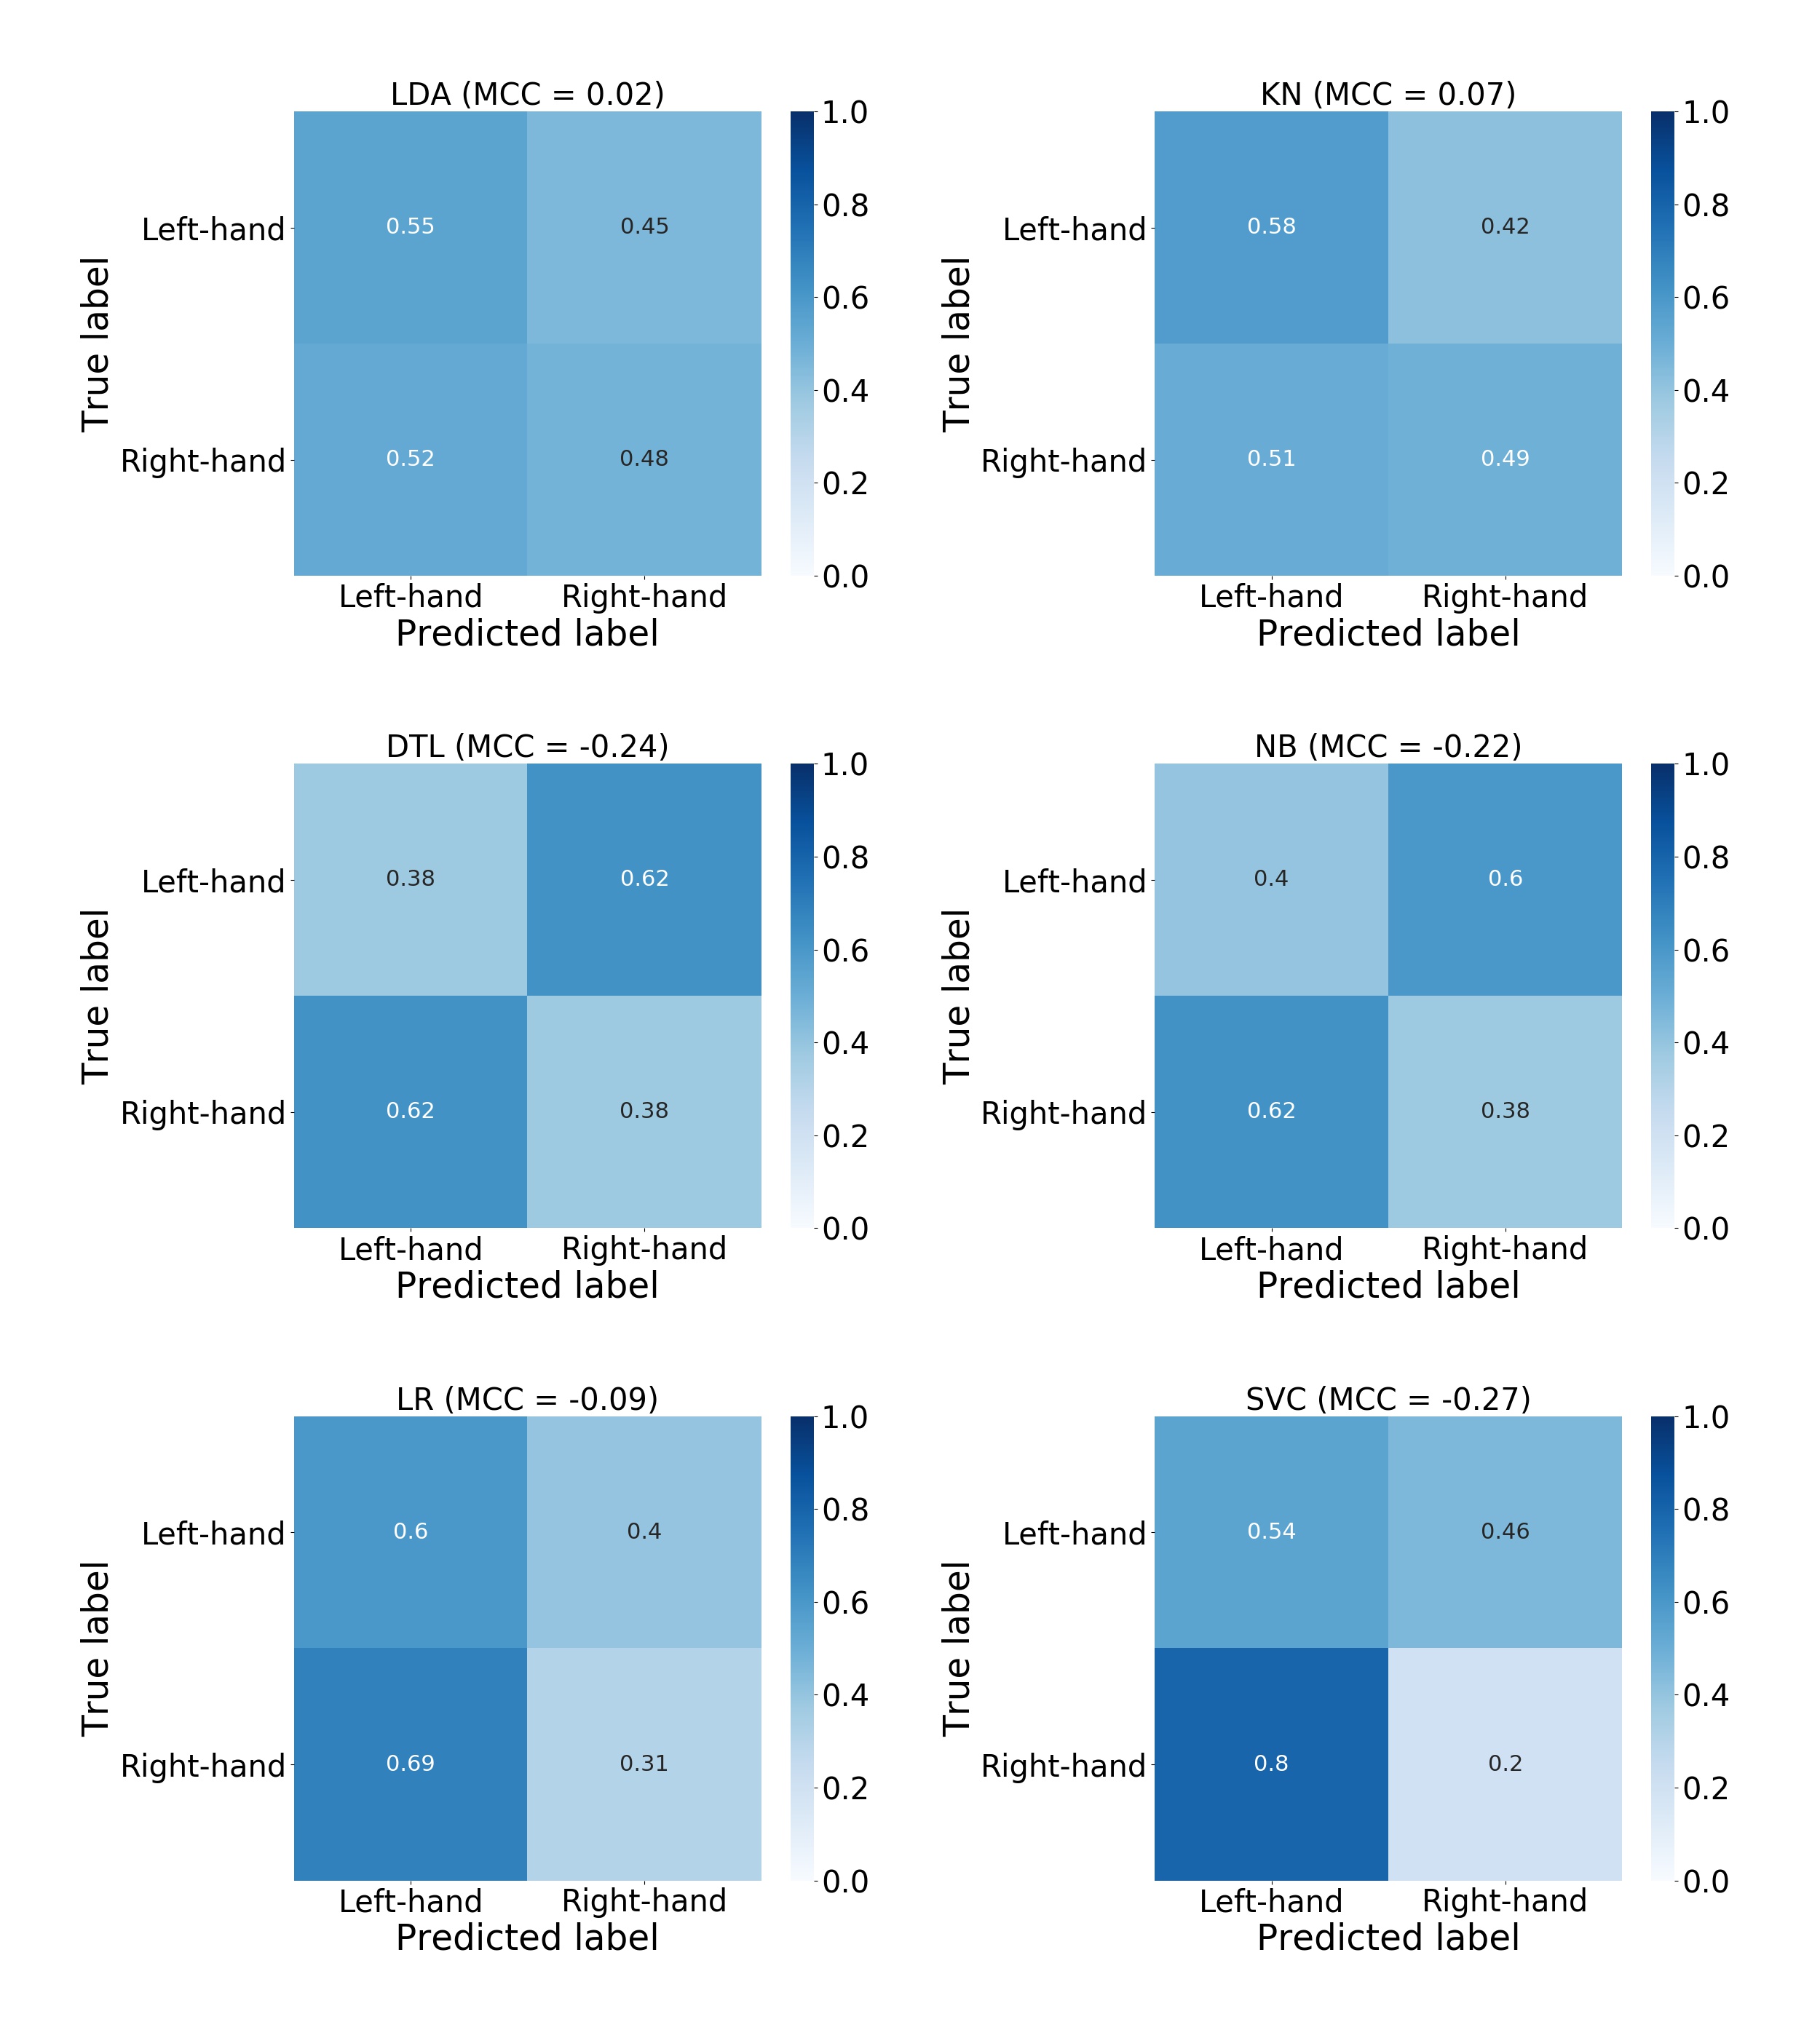 LDA (MCC = 0.02)
1.0
0.8
0.6
0.4
0.2
0.0
True label
Left-hand
0.55 0.45
Right-hand
0.52 0.48
Left-hand Right-hand
Predicted label
KN (MCC = 0.07)
1.0
0.8
0.6
0.4
0.2
0.0
True label
Left-hand
0.58 0.42
Right-hand
0.51 0.49
Left-hand Right-hand
Predicted label
DTL (MCC = -0.24)
1.0
0.8
0.6
0.4
0.2
0.0
True label
Left-hand
0.38 0.62
Right-hand
0.62 0.38
Left-hand Right-hand
Predicted label
NB (MCC = -0.22)
1.0
0.8
0.6
0.4
0.2
0.0
True label
Left-hand
0.4 0.6
Right-hand
0.62 0.38
Left-hand Right-hand
Predicted label
LR (MCC = -0.09)
1.0
0.8
0.6
0.4
0.2
0.0
True label
Left-hand
0.6 0.4
Right-hand
0.69 0.31
Left-hand Right-hand
Predicted label
SVC (MCC = -0.27)
1.0
0.8
0.6
0.4
0.2
0.0
True label
Left-hand
0.54 0.46
Right-hand
0.8 0.2
Left-hand Right-hand
Predicted label